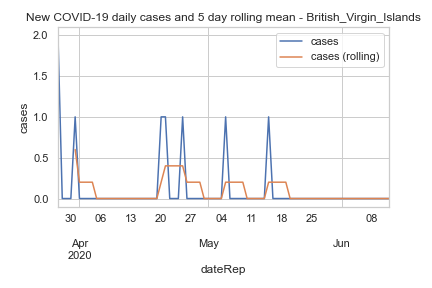 New COVID-19 daily cases and 5 day rolling mean - British_Virgin_Islands
cases
cases (rolling)
2.0
1.5
1.0
0.5
0.0
cases
30 06 13 20 27 04 11 18 25 08
Apr May Jun
2020
dateRep